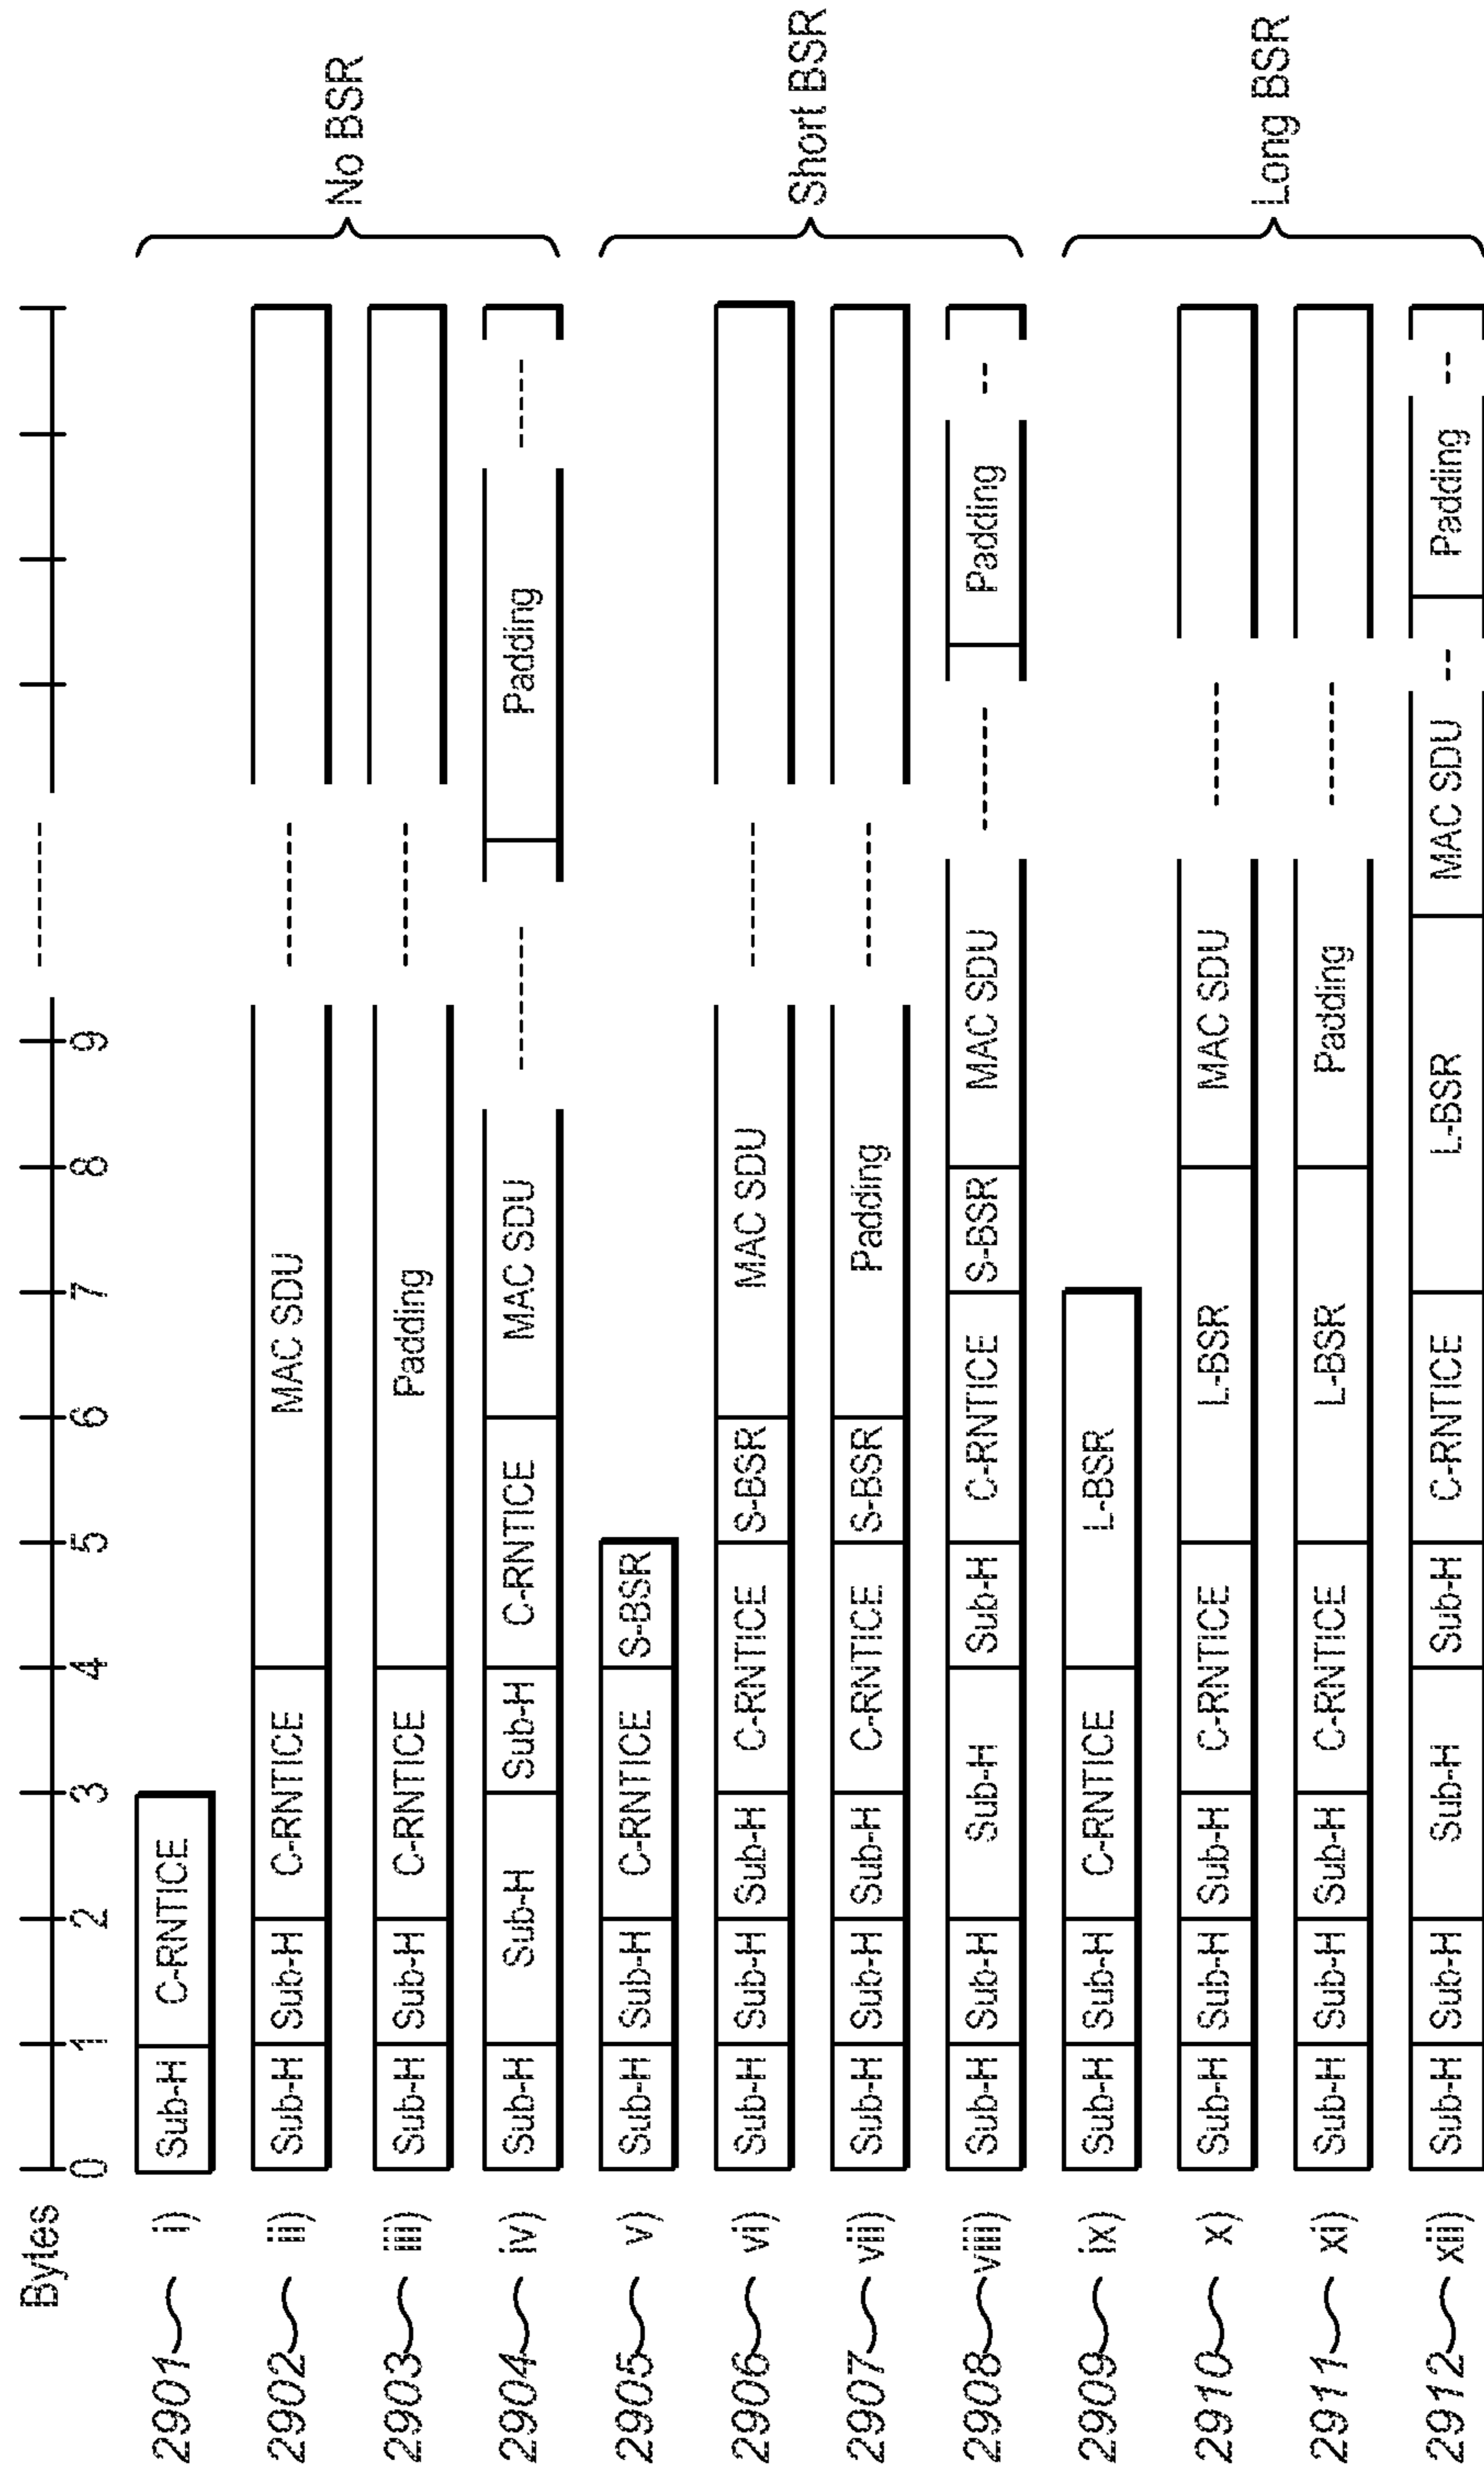 Bytes 0 1 2 3 4 5 6 7 8 9
2901 i) Sub-H C-RNTICE
2902 ii) Sub-H Sub-H C-RNTICE MAC SDU
2903 iii) Sub-H Sub-H C-RNTICE Padding
2904 iv) Sub-H Sub-H Sub-H C-RNTICE MAC SDU Padding
No BSR
2905 v) Sub-H Sub-H C-RNTICE S-BSR
2906 vi) Sub-H Sub-H Sub-H C-RNTICE S-BSR MAC SDU
2907 vii) Sub-H Sub-H Sub-H C-RNTICE S-BSR Padding
2908 viii) Sub-H Sub-H Sub-H Sub-H C-RNTICE S-BSR MAC SDU Padding
Short BSR
2909 ix) Sub-H Sub-H C-RNTICE L-BSR
2910 x) Sub-H Sub-H Sub-H C-RNTICE L-BSR MAC SDU
2911 xi) Sub-H Sub-H Sub-H C-RNTICE L-BSR Padding
2912 xii) Sub-H Sub-H Sub-H Sub-H C-RNTICE L-BSR MAC SDU Padding
Long BSR